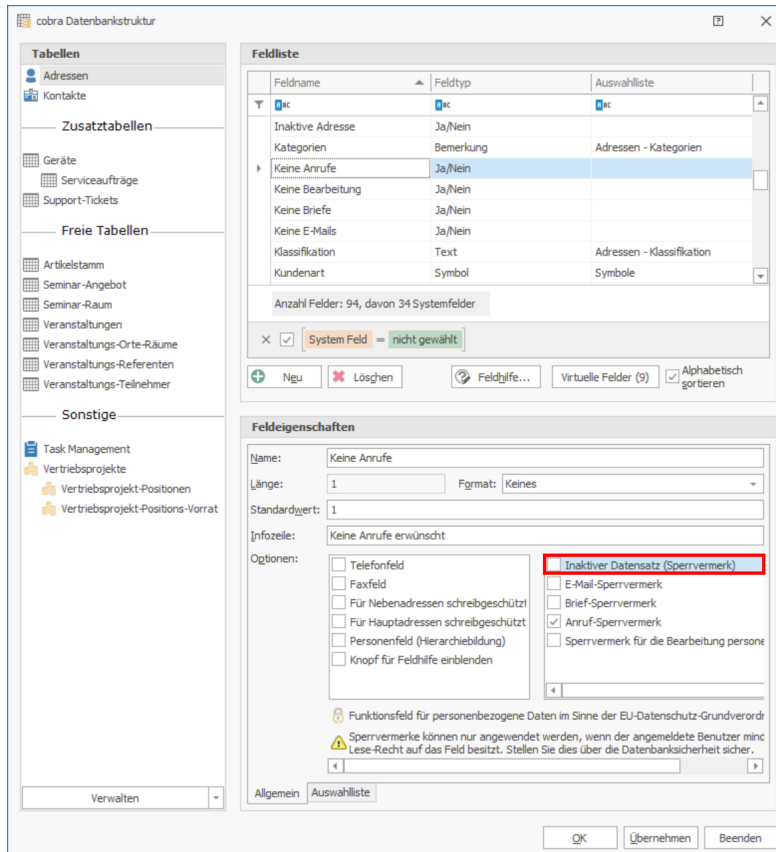 cobra Datenbankstruktur
Tabellen
Adressen
Kontakte
Zusatztabellen
Geräte
Serviceaufträge
Support-Tickets
Freie Tabellen
Artikelstamm
Seminar-Angebot
Seminar-Raum
Veranstaltungen
Veranstaltungs-Orte-Räume
Veranstaltungs-Referenten
Veranstaltungs-Teilnehmer
Sonstige
Task Management
Vertriebsprojekte
Vertriebsprojekt-Positionen
Vertriebsprojekt-Positions-Vorrat
Verwalten
Feldliste
Feldname Feldtyp Auswahlliste
Inaktive Adresse Ja/Nein
Kategorien Bemerkung Adressen - Kategorien
Keine Anrufe Ja/Nein
Keine Bearbeitung Ja/Nein
Keine Briefe Ja/Nein
Keine E-Mails Ja/Nein
Klassifikation Text Adressen - Klassifikation
Kundenart Symbol Symbole
Anzahl Felder: 94, davon 34 Systemfelder
System Feld = nicht gewählt
Neu Löschen Feldhilfe... Virtuelle Felder (9) Alphabetisch
sortieren
Feldeigenschaften
Name: Keine Anrufe
Länge: 1 Format: Keines
Standardwert: 1
Infozeile: Keine Anrufe erwünscht
Optionen:
Telefonfeld
Faxfeld
Für Nebenadressen schreibgeschützt
Für Hauptadressen schreibgeschützt
Personenfeld (Hierarchiebildung)
Knopf für Feldhilfe einblenden
Inaktiver Datensatz (Sperrvermerk)
E-Mail-Sperrvermerk
Brief-Sperrvermerk
Anruf-Sperrvermerk
Sperrvermerk für die Bearbeitung persone
Funktionsfeld für personenbezogene Daten im Sinne der EU-Datenschutz-Grundverordr
Sperrvermerke können nur angewendet werden, wenn der angemeldete Benutzer mind
Lese-Recht auf das Feld besitzt. Stellen Sie dies über die Datenbanksicherheit sicher.
Allgemein Auswahlliste
OK Übernehmen Beenden